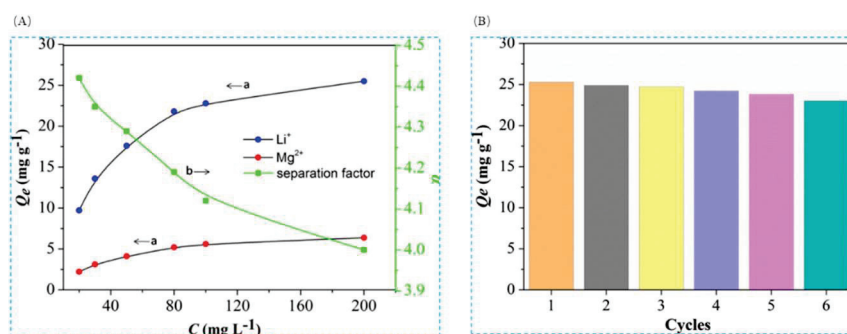 (A)
(B)
30
25
20
15
10
5
0
Qe (mg g-1)
40
80
120
160
200
C (mg L-1)
4.5
4.4
4.3
4.2
4.1
4.0
3.9
α
a
b
a
Li+
Mg2+
separation factor
30
25
20
15
10
5
0
Qe (mg g-1)
1
2
3
4
5
6
Cycles